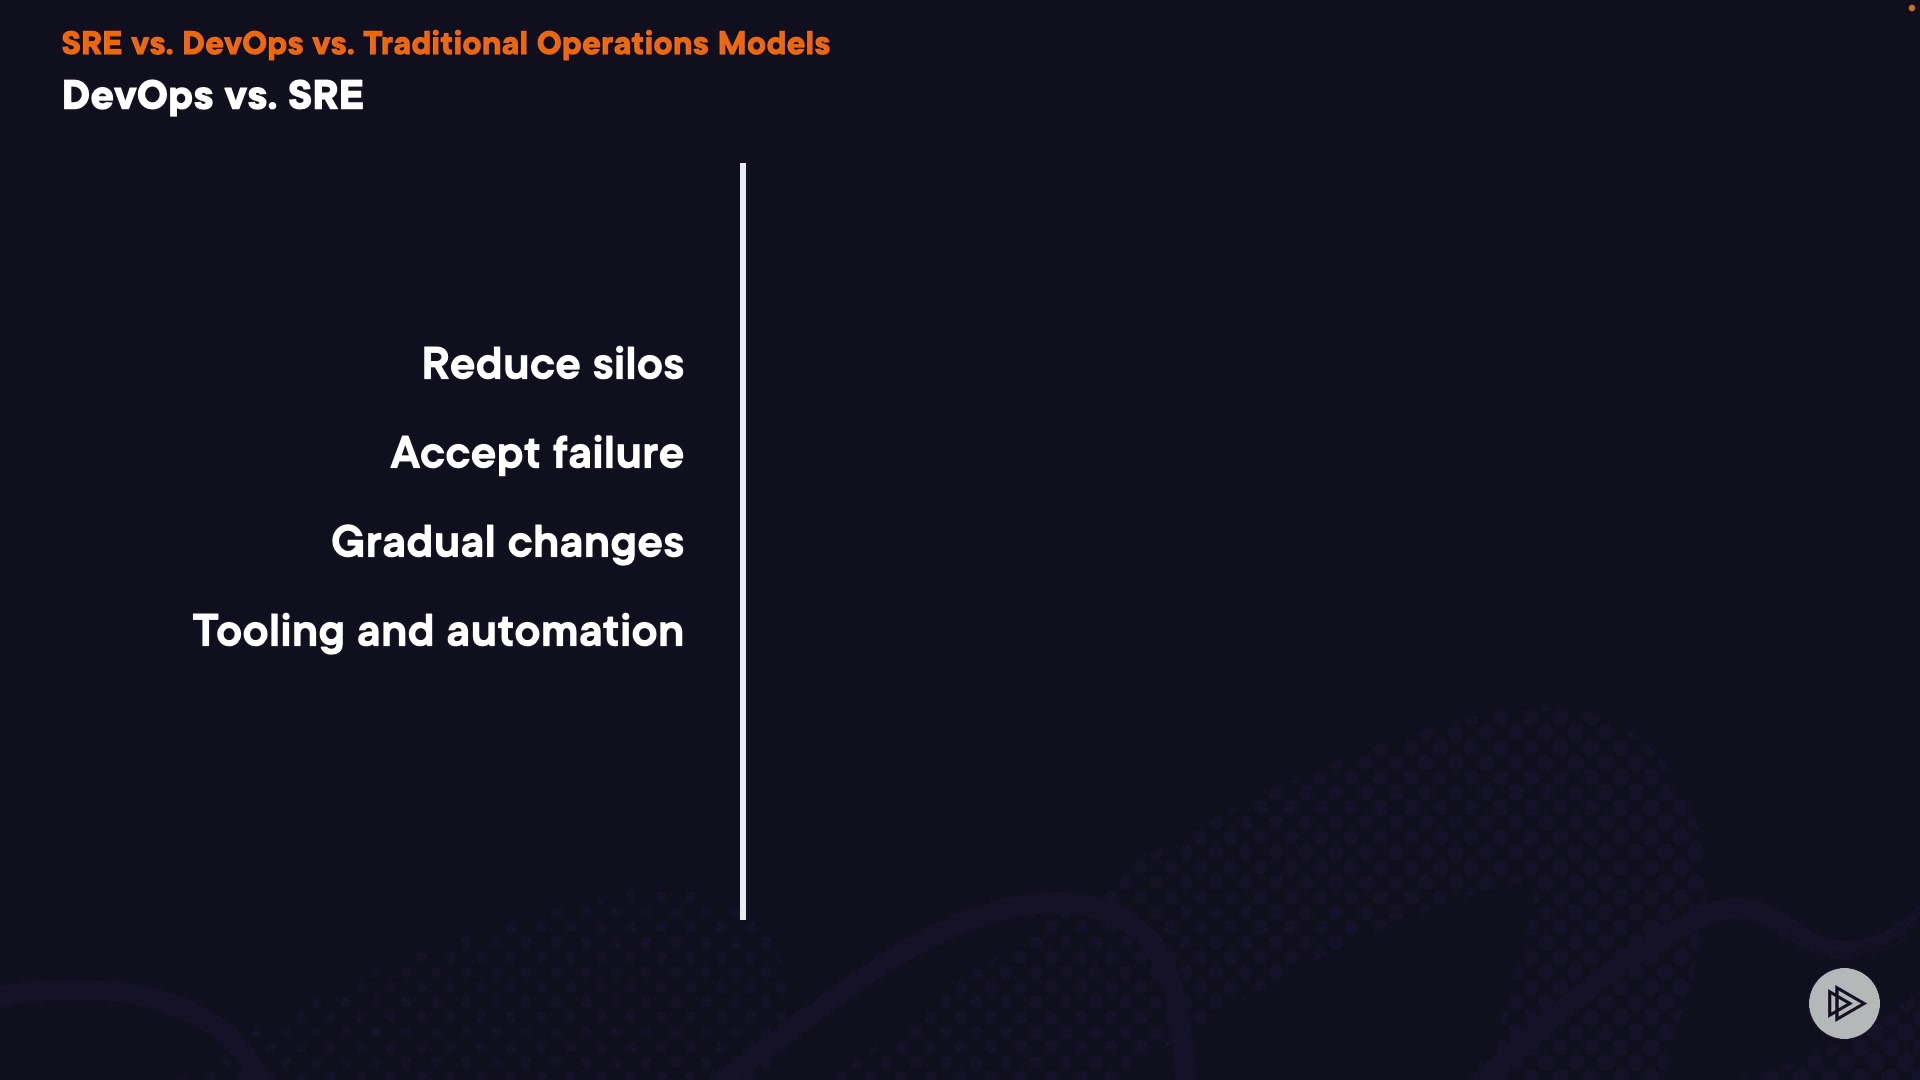 SRE vs. DevOps vs. Traditional Operations Models
DevOps vs. SRE
Reduce silos
Accept failure
Gradual changes
Tooling and automation